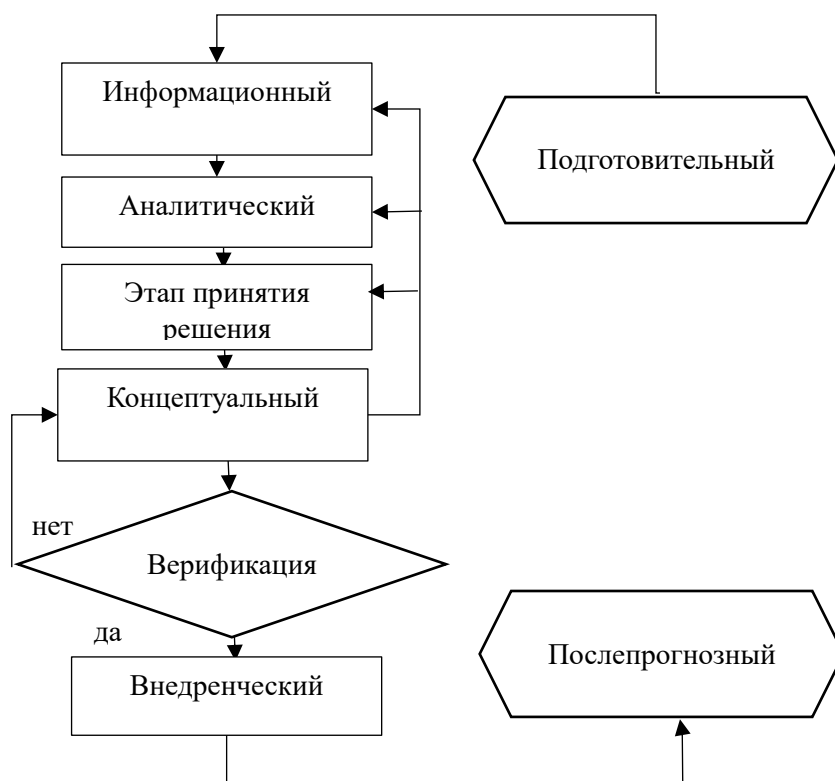 Информационный
Подготовительный
Аналитический
Этап принятия
решения
Концептуальный
нет
Верификация
да
Внедренческий
Послепрогнозный